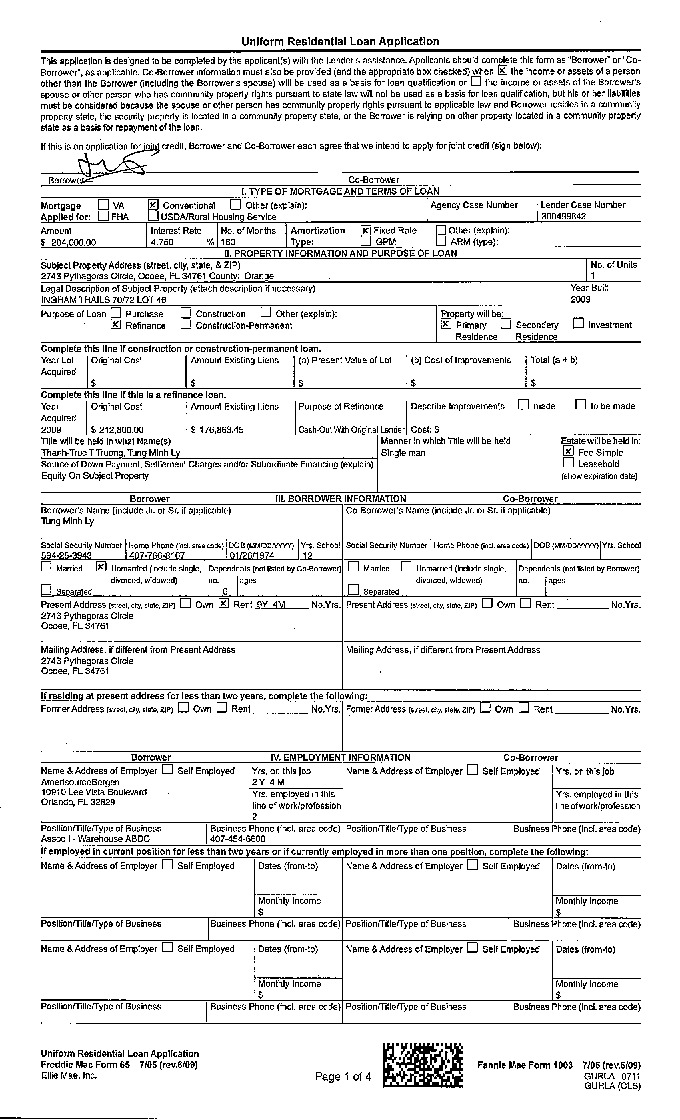 Uniform Residential Loan Application
This application is designed to be completed by the applicant(s) with the Lender's assistance. Applicants should complete this form as "Borrower" or "Co-
Borrower", as applicable. Co-Borrower information must also be provided (and the appropriate box checked) when ☒ the income or assets of a person
other than the Borrower (including the Borrower's spouse) will be used as a basis for loan qualification or ☐ the income or assets of the Borrower's
spouse or other person who has community property rights pursuant to state law will not be used as a basis for loan qualification, but his or her liabilities
must be considered because the spouse or other person has community property rights pursuant to applicable law and Borrower resides in a community
property state, the security property is located in a community property state, or the Borrower is relying on other property located in a community property
state as a basis for repayment of the loan.
If this is an application for joint credit, Borrower and Co-Borrower each agree that we intend to apply for joint credit (sign below):
Borrower Co-Borrower
I. TYPE OF MORTGAGE AND TERMS OF LOAN
Mortgage ☐ VA ☒ Conventional ☐ Other (explain): Agency Case Number Lender Case Number
Applied for: ☐ FHA ☐ USDA/Rural Housing Service 300499842
Amount Interest Rate No. of Months Amortization ☒ Fixed Rate ☐ Other (explain):
$ 204,000.00 4.750 % 180 Type: ☐ GPM ☐ ARM (type):
II. PROPERTY INFORMATION AND PURPOSE OF LOAN
Subject Property Address (street, city, state, & ZIP) No. of Units
2743 Pythagoras Circle, Ocoee, FL 34761 County: Orange 1
Legal Description of Subject Property (attach description if necessary) Year Built
INGRAM TRAILS 70/72 LOT 46 2009
Purpose of Loan ☐ Purchase ☐ Construction ☐ Other (explain): Property will be:
☒ Refinance ☐ Construction-Permanent ☒ Primary Residence ☐ Secondary Residence ☐ Investment
Complete this line if construction or construction-permanent loan.
Year Lot Acquired Original Cost Amount Existing Liens (a) Present Value of Lot (b) Cost of Improvements Total (a + b)
$ $ $ $ $
Complete this line if this is a refinance loan.
Year Acquired Original Cost Amount Existing Liens Purpose of Refinance Describe Improvements ☐ made ☐ to be made
2009 $ 212,800.00 $ 176,863.45 Cash-Out With Original Lender Cost: $
Title will be held in what Name(s) Manner in which Title will be held Estate will be held in:
Thanh-Truc T Truong, Tung Minh Ly Single man ☒ Fee Simple
Source of Down Payment, Settlement Charges and/or Subordinate Financing (explain) ☐ Leasehold
Equity On Subject Property (show expiration date)
Borrower III. BORROWER INFORMATION Co-Borrower
Borrower's Name (include Jr. or Sr. if applicable) Co-Borrower's Name (include Jr. or Sr. if applicable)
Tung Minh Ly
Social Security Number Home Phone (incl. area code) DOB (MM/DD/YYYY) Yrs. School Social Security Number Home Phone (incl. area code) DOB (MM/DD/YYYY) Yrs. School
594-25-3943 407-766-8167 01/26/1974 12
☐ Married ☒ Unmarried (include single, divorced, widowed) Dependents (not listed by Borrower) ☐ Married ☐ Unmarried (include single, divorced, widowed) Dependents (not listed by Borrower)
☐ Separated no. 0 ages ☐ Separated no. ages
Present Address (street, city, state, ZIP) ☐ Own ☒ Rent 0Y 4M No. Yrs. Present Address (street, city, state, ZIP) ☐ Own ☐ Rent No. Yrs.
2743 Pythagoras Circle
Ocoee, FL 34761
Mailing Address, if different from Present Address Mailing Address, if different from Present Address
2743 Pythagoras Circle
Ocoee, FL 34761
If residing at present address for less than two years, complete the following:
Former Address (street, city, state, ZIP) ☐ Own ☐ Rent No. Yrs. Former Address (street, city, state, ZIP) ☐ Own ☐ Rent No. Yrs.
Borrower IV. EMPLOYMENT INFORMATION Co-Borrower
Name & Address of Employer ☐ Self Employed Yrs. on this job Name & Address of Employer ☐ Self Employed Yrs. on this job
AmerisourceBergen 2 Y 4 M
10910 Lee Vista Boulevard Yrs. employed in this Yrs. employed in this
Orlando, FL 32829 line of work/profession line of work/profession
2
Position/Title/Type of Business Business Phone (incl. area code) Position/Title/Type of Business Business Phone (incl. area code)
Assoc I - Warehouse ABDC 407-454-6600
If employed in current position for less than two years or if currently employed in more than one position, complete the following:
Name & Address of Employer ☐ Self Employed Dates (from-to) Name & Address of Employer ☐ Self Employed Dates (from-to)
Monthly Income Monthly Income
$ $
Position/Title/Type of Business Business Phone (incl. area code) Position/Title/Type of Business Business Phone (incl. area code)
Name & Address of Employer ☐ Self Employed Dates (from-to) Name & Address of Employer ☐ Self Employed Dates (from-to)
Monthly Income Monthly Income
$ $
Position/Title/Type of Business Business Phone (incl. area code) Position/Title/Type of Business Business Phone (incl. area code)
Uniform Residential Loan Application
Freddie Mac Form 65 7/05 (rev.6/09)
Ellie Mae, Inc.
Page 1 of 4
Fannie Mae Form 1003 7/05 (rev.6/09)
GURLA 0711
GURLA (CLS)